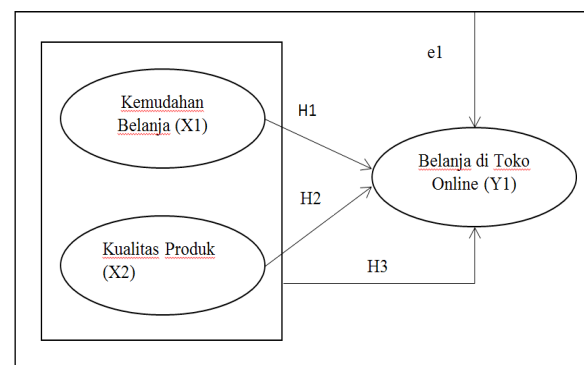 e1
Kemudahan
Belanja (X1)
H1
Belanja di Toko
Online (Y1)
H2
Kualitas Produk
(X2)
H3